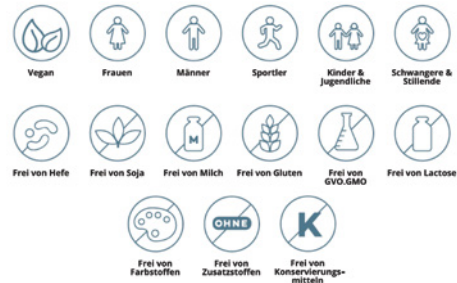 Vegan
Frauen
Männer
Sportler
Kinder &
Jugendliche
Schwangere &
Stillende
M
Frei von Hefe
Frei von Soja
Frei von Milch
Frei von Gluten
Frei von
GVO.GMO
Frei von Lactose
OHNE
K
Frei von
Farbstoffen
Frei von
Zusatzstoffen
Frei von
Konservierungs-
mitteln